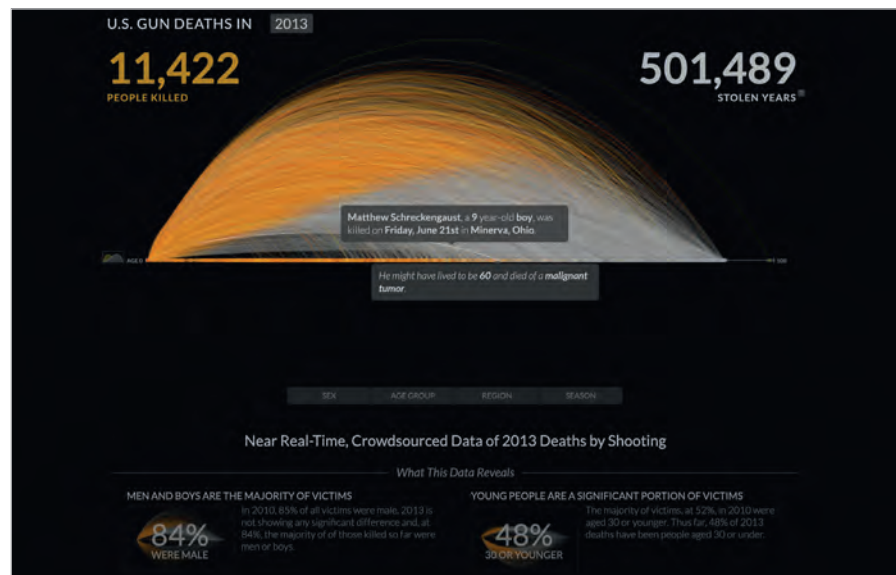 U.S. GUN DEATHS IN 2013
11,422
PEOPLE KILLED
501,489
STOLEN YEARS
Matthew Schreckengaust, a 9 year-old boy, was
killed on Friday, June 21st in Minerva, Ohio.
AGE 0
He might have lived to be 60 and died of a malignant
tumor.
SEX AGE GROUP REGION SEASON
Near Real-Time, Crowdsourced Data of 2013 Deaths by Shooting
What This Data Reveals
MEN AND BOYS ARE THE MAJORITY OF VICTIMS
84%
WERE MALE
In 2010, 85% of all victims were male, 2013 is
not showing any significant difference and, at
84%, the majority of of those killed so far were
men or boys.
YOUNG PEOPLE ARE A SIGNIFICANT PORTION OF VICTIMS
48%
30 OR YOUNGER
The majority of victims, at 52%, in 2010 were
aged 30 or younger. Thus far, 48% of 2013
deaths have been people aged 30 or under.